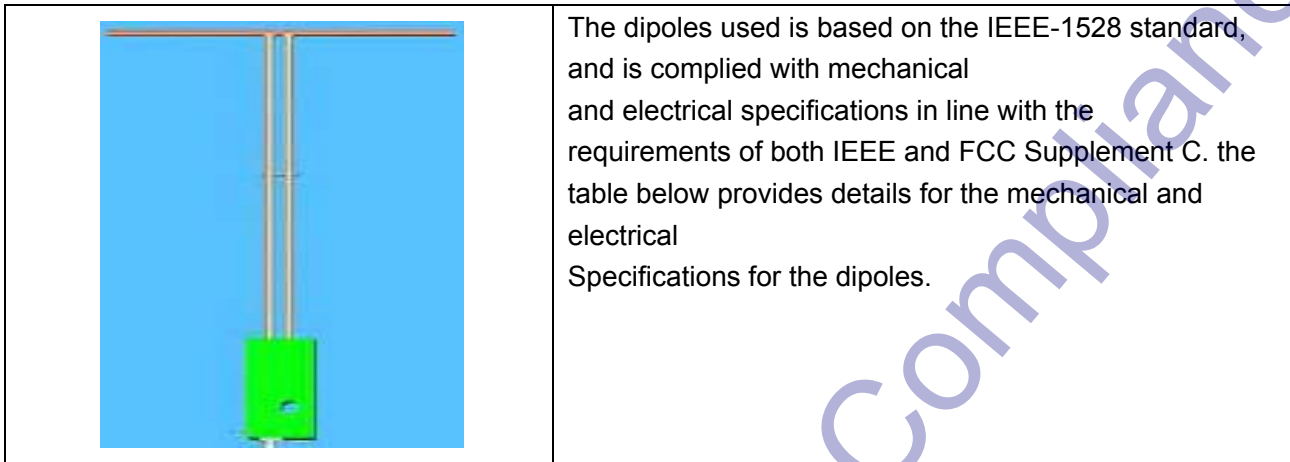 The dipoles used is based on the IEEE-1528 standard,
and is complied with mechanical
and electrical specifications in line with the
requirements of both IEEE and FCC Supplement C. the
table below provides details for the mechanical and
electrical
Specifications for the dipoles.
Complianc